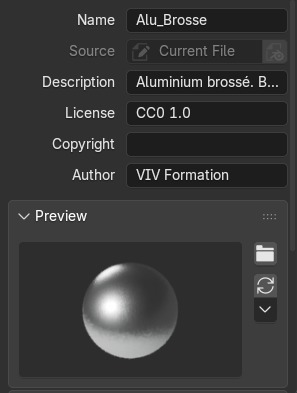 Name Alu_Brosse
Source Current File
Description Aluminium brossé. B...
License CC0 1.0
Copyright
Author VIV Formation
Preview